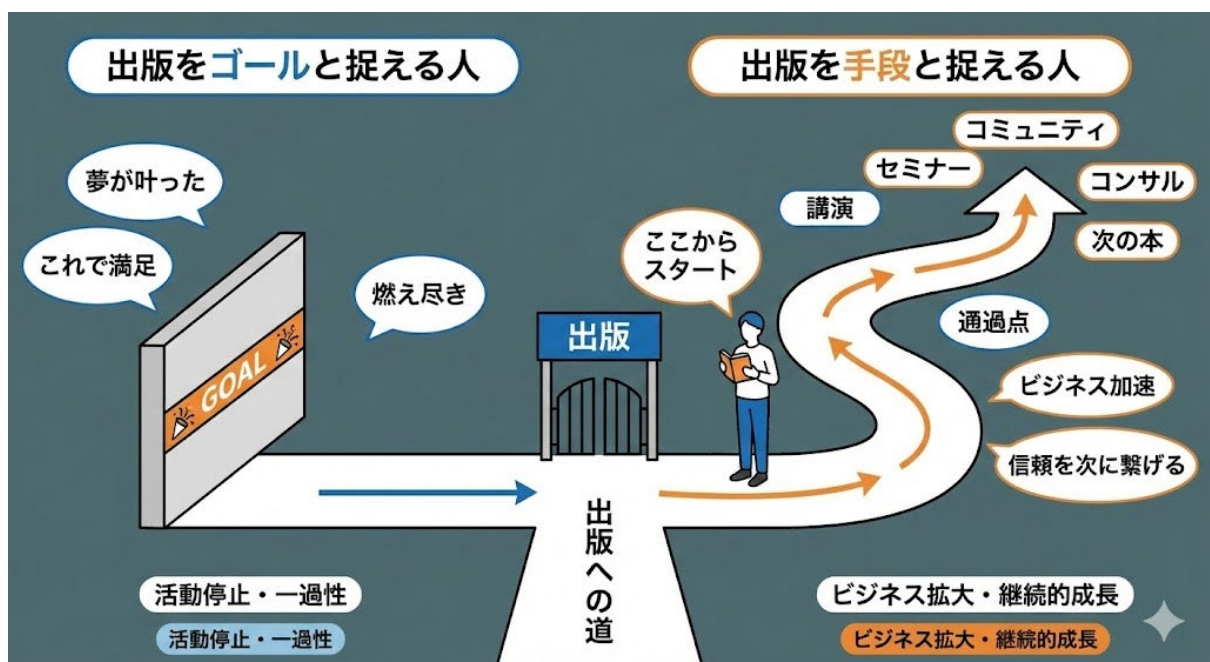 出版をゴールと捉える人
出版を手段と捉える人
夢が叶った
これで満足
燃え尽き
GOAL
出版
出版への道
ここから
スタート
講演
セミナー
コミュニティ
コンサル
次の本
通過点
ビジネス加速
信頼を次に繋げる
活動停止・一過性
活動停止・一過性
ビジネス拡大・継続的成長
ビジネス拡大・継続的成長